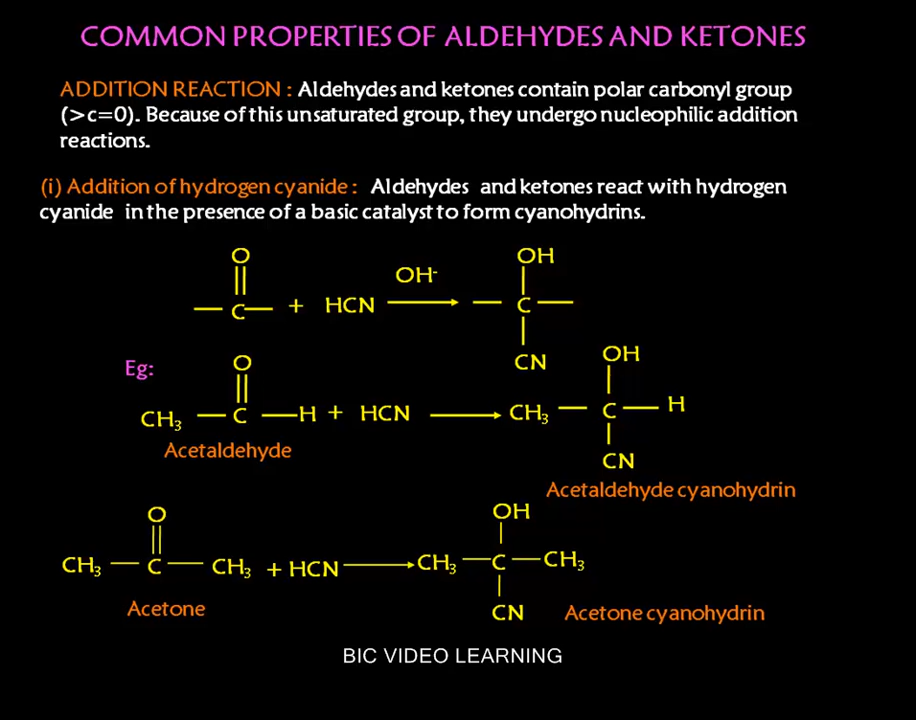 COMMON PROPERTIES OF ALDEHYDES AND KETONES
ADDITION REACTION : Aldehydes and ketones contain polar carbonyl group
(>c=0). Because of this unsaturated group, they undergo nucleophilic addition
reactions.
(i) Addition of hydrogen cyanide : Aldehydes and ketones react with hydrogen
cyanide in the presence of a basic catalyst to form cyanohydrins.
O OH
OH-
C + HCN C
CN
Eg: O OH
CH3 C H + HCN CH3 C H
Acetaldehyde CN
Acetaldehyde cyanohydrin
O OH
CH3 C CH3 + HCN CH3 C CH3
Acetone CN Acetone cyanohydrin
BIC VIDEO LEARNING